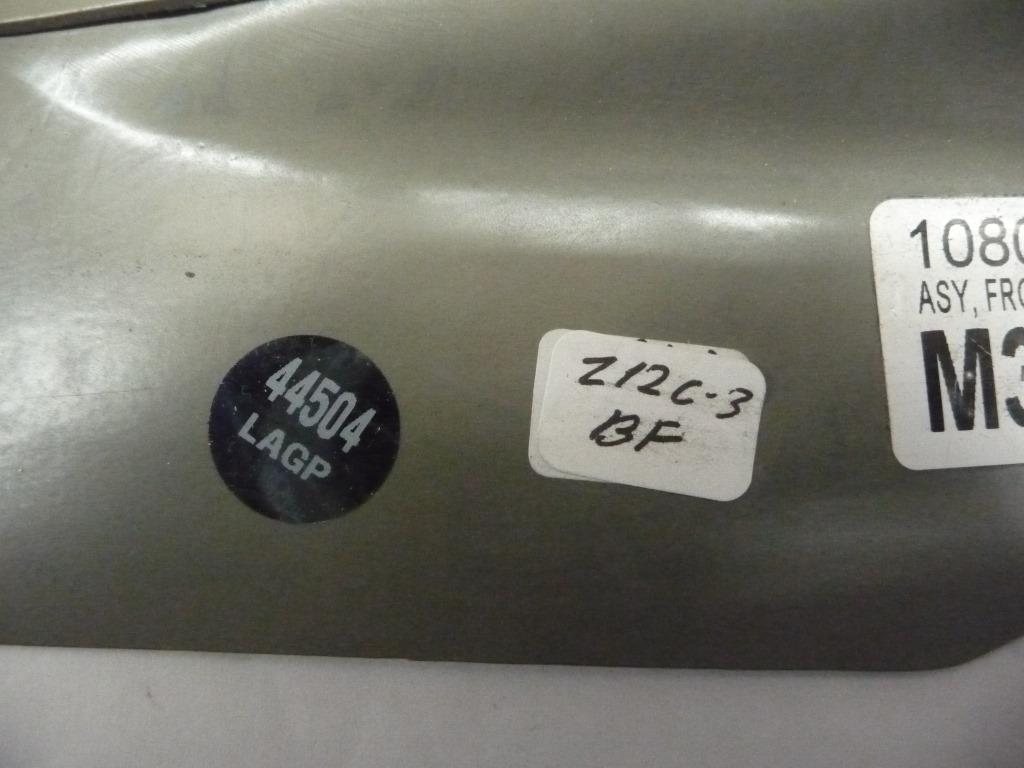 44504
LAGP
Z12C-3
BF
1080
ASY, FRO
M3